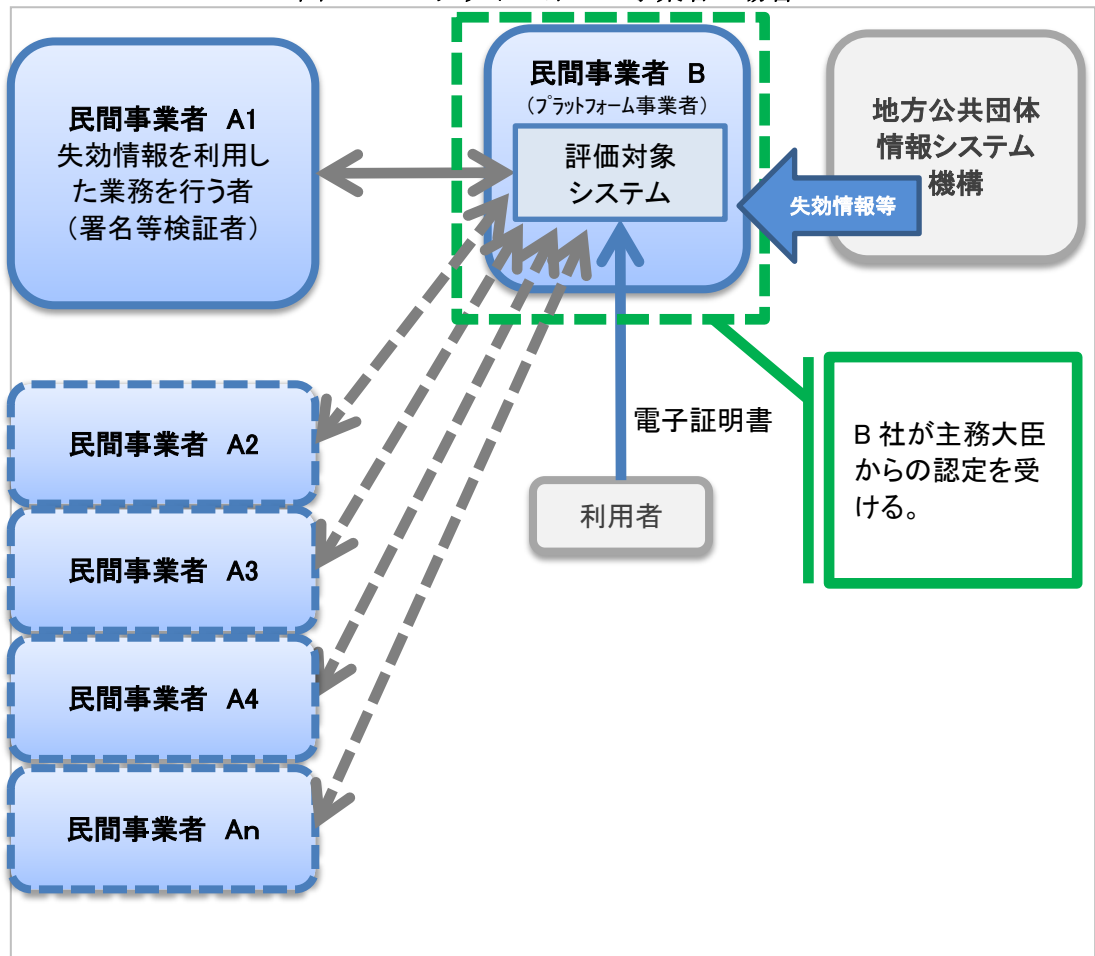 民間事業者 A1
失効情報を利用し
た業務を行う者
（署名等検証者）
民間事業者 B
（プラットフォーム事業者）
評価対象
システム
地方公共団体
情報システム
機構
失効情報等
民間事業者 A2
電子証明書
B 社が主務大臣
からの認定を受
ける。
利用者
民間事業者 A3
民間事業者 A4
民間事業者 An